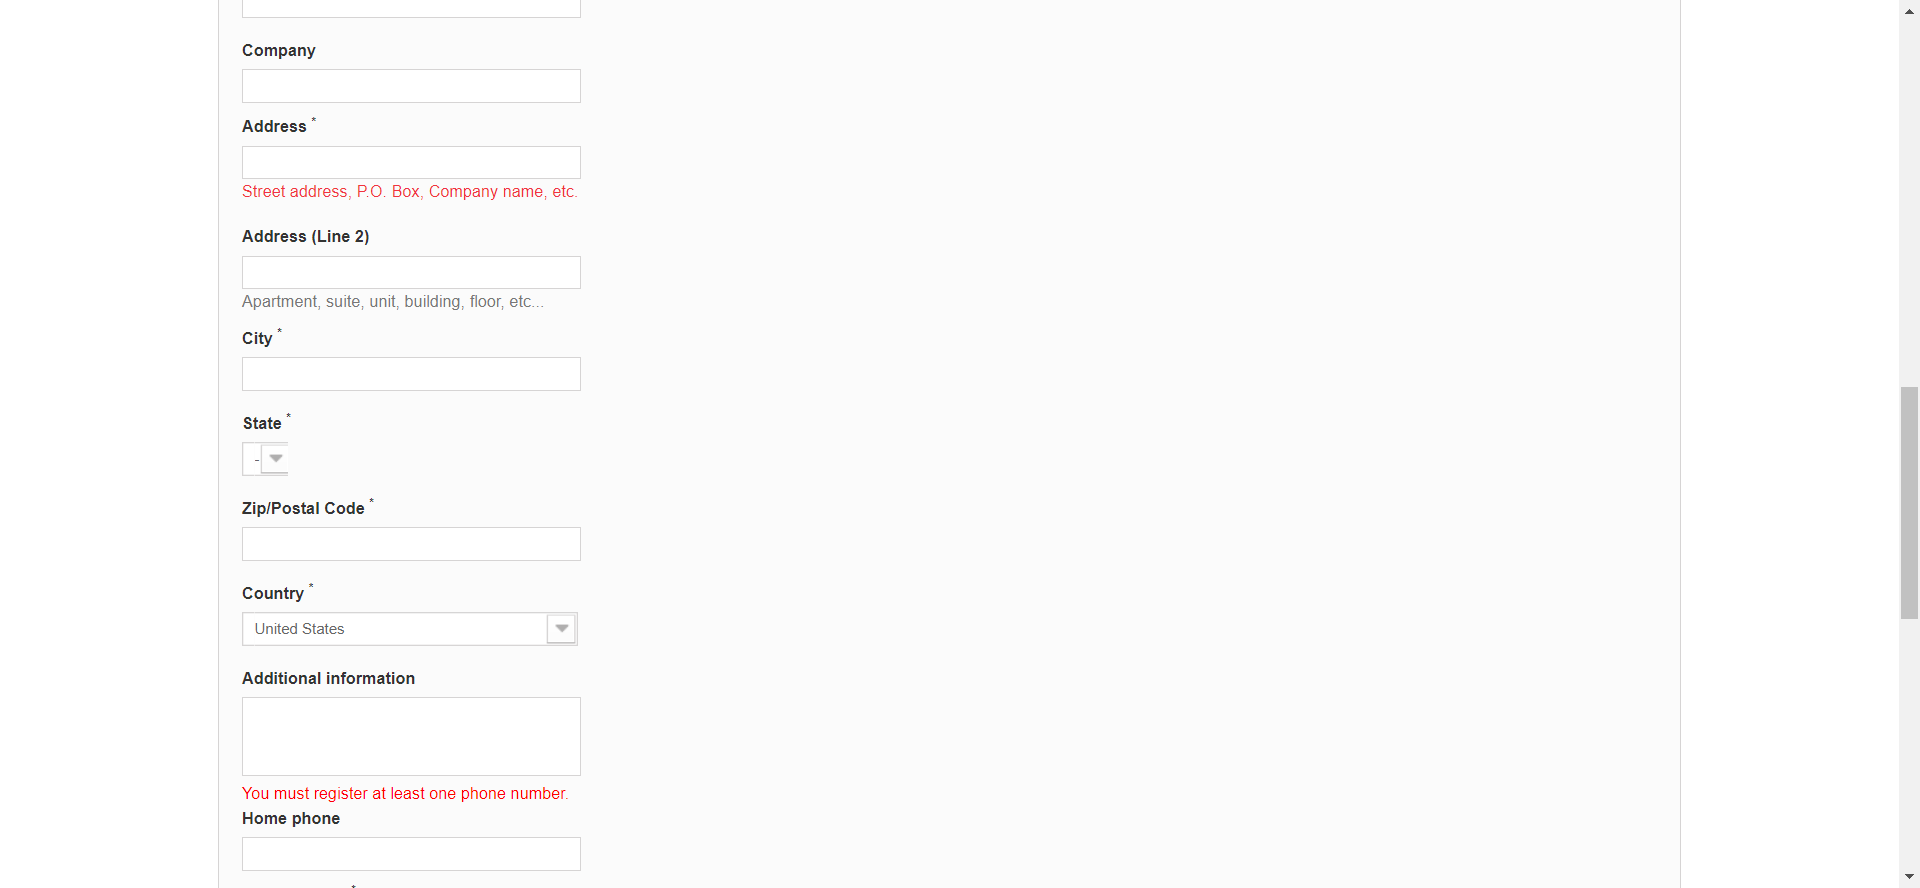 Company
Address *
Street address, P.O. Box, Company name, etc.
Address (Line 2)
Apartment, suite, unit, building, floor, etc...
City *
State *
-
Zip/Postal Code *
Country *
United States
Additional information
You must register at least one phone number.
Home phone
*